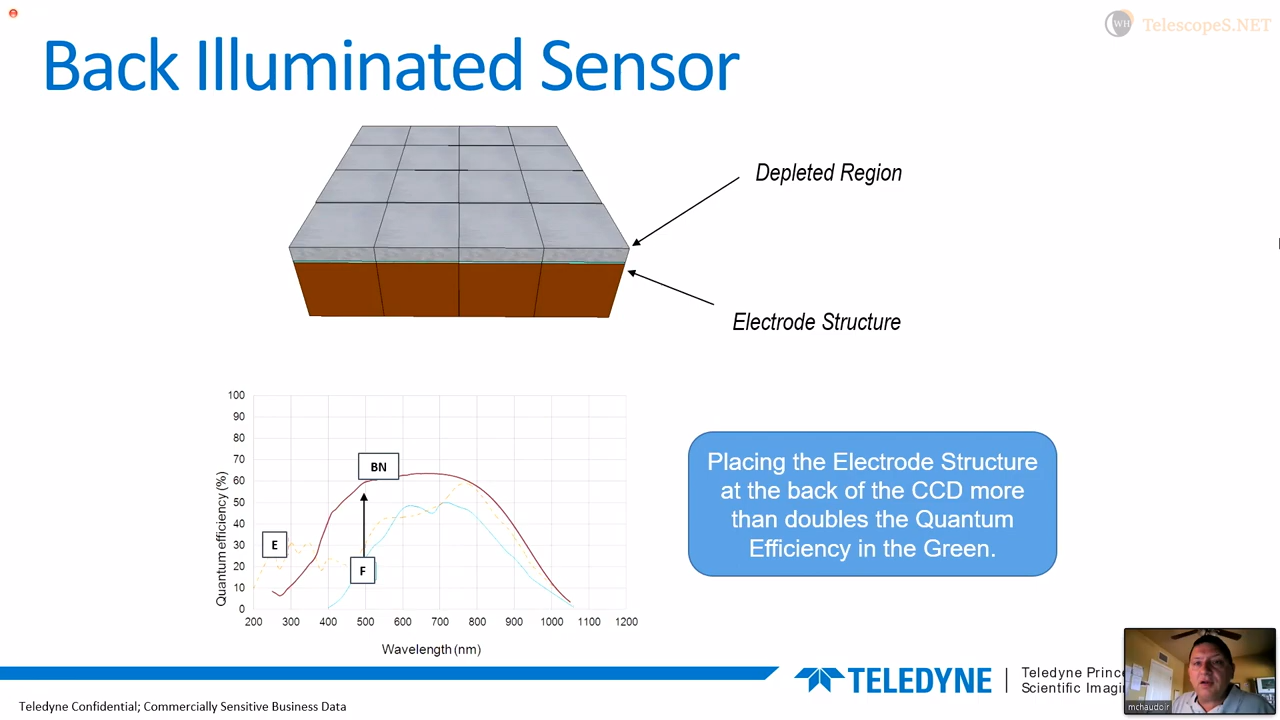 WH TelescopeS.NET
Back Illuminated Sensor
Depleted Region
Electrode Structure
100
90
80
70
60
50
40
30
20
10
0
Quantum efficiency (%)
BN
E
F
200 300 400 500 600 700 800 900 1000 1100 1200
Wavelength (nm)
Placing the Electrode Structure
at the back of the CCD more
than doubles the Quantum
Efficiency in the Green.
TELEDYNE
Teledyne Princ
Scientific Imagi
Teledyne Confidential; Commercially Sensitive Business Data
mchaudoir